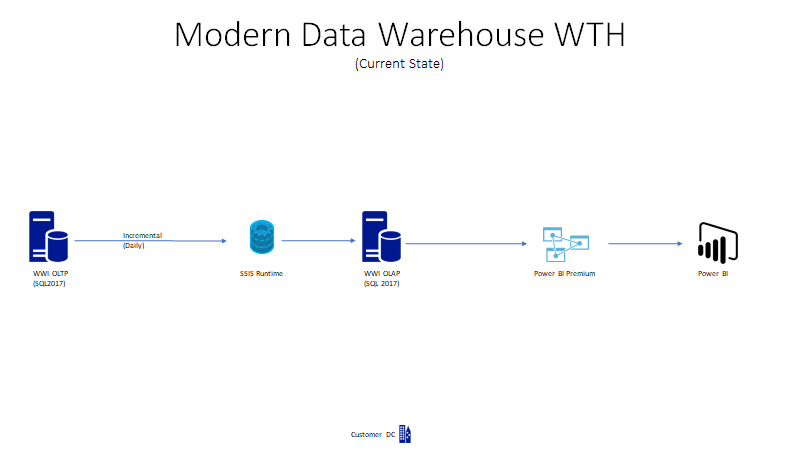 Modern Data Warehouse WTH
(Current State)
Incremental
(Daily)
WWI OLTP
(SQL2017)
SSIS Runtime
WWI OLAP
(SQL 2017)
Power BI Premium
Power BI
Customer DC